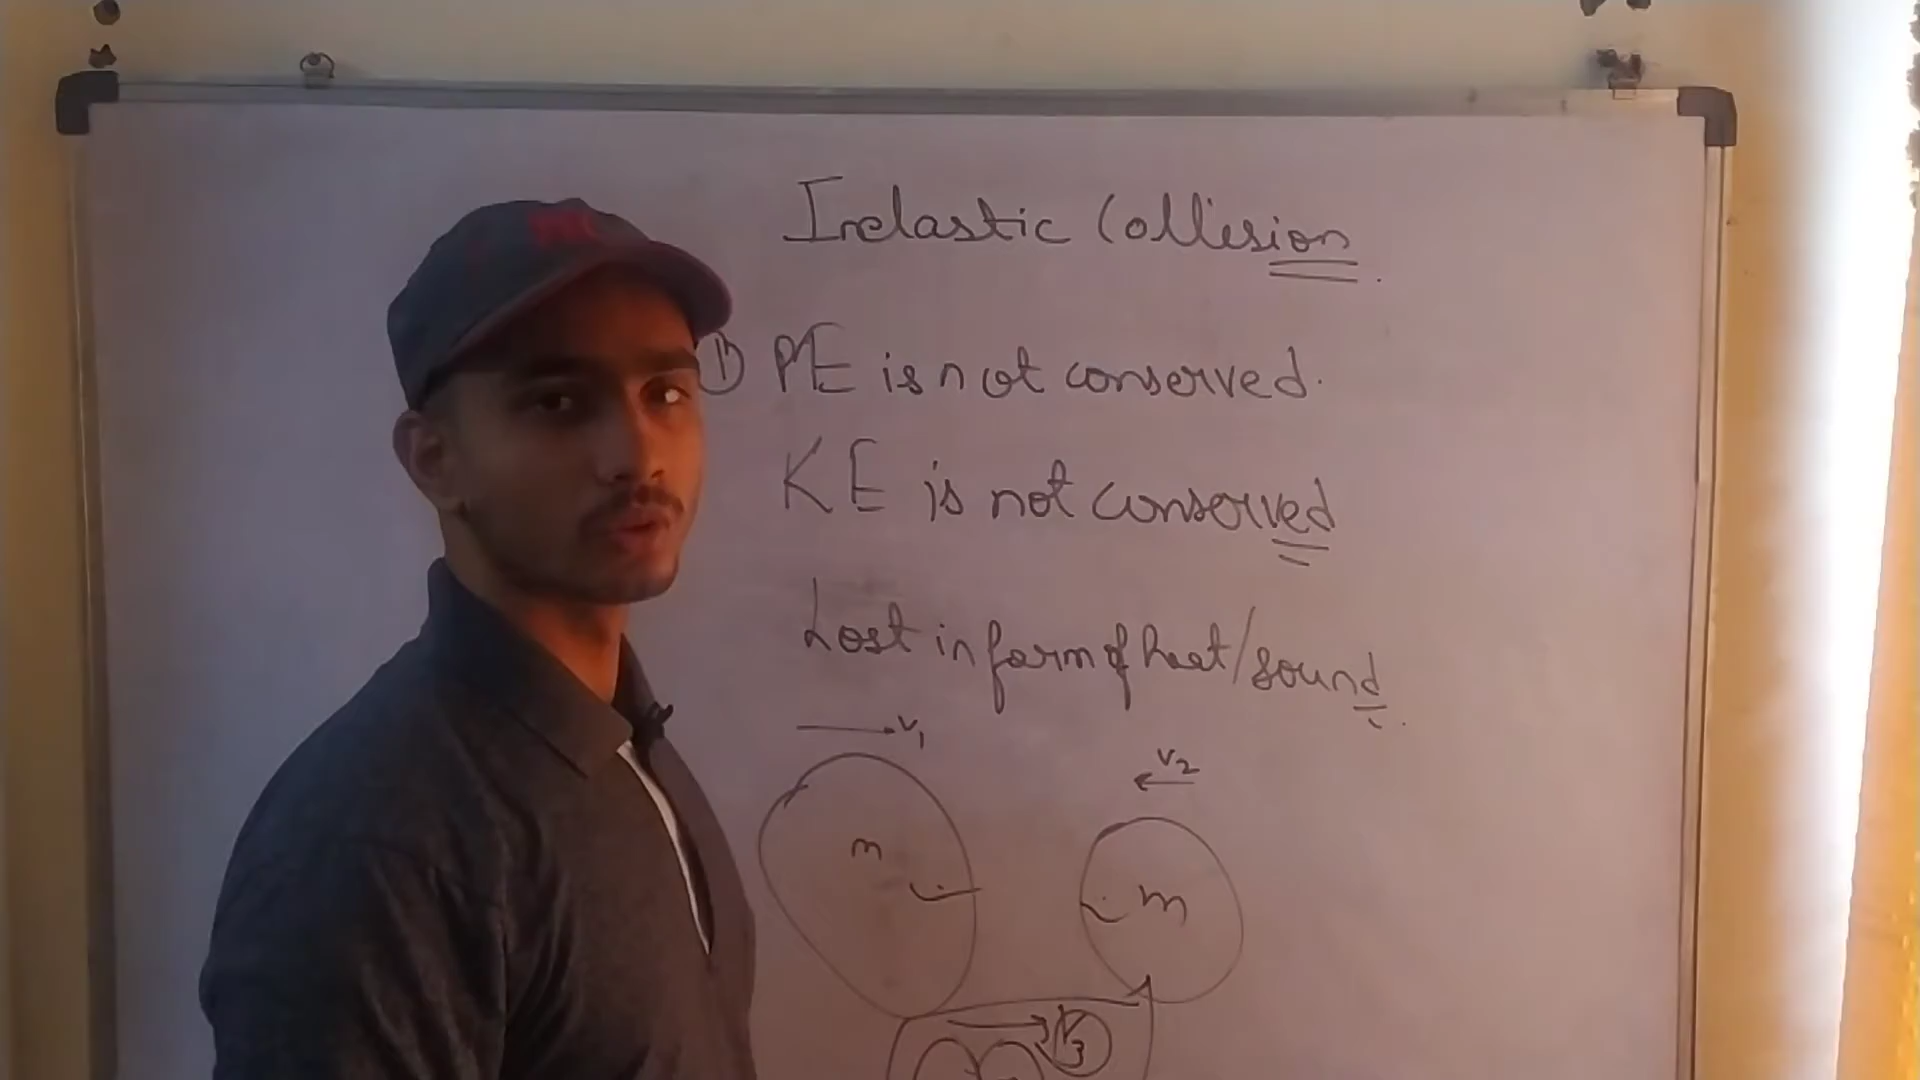 Inelastic Collision
① ME is not conserved.
KE is not conserved
Lost in form of heat/sound.
v₁
v₂
m
m
V₃